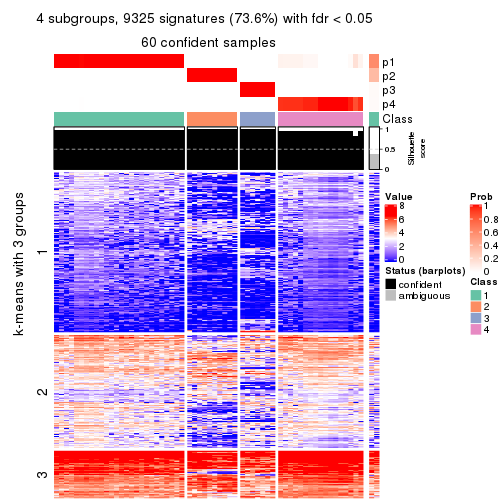 4 subgroups, 9325 signatures (73.6%) with fdr < 0.05
60 confident samples
p1
p2
p3
p4
Class
1
0.5
0
Silhouette
score
k-means with 3 groups
1
2
3
Value
8
6
4
2
0
Status (barplots)
confident
ambiguous
Prob
1
0.8
0.6
0.4
0.2
0
Class
1
2
3
4